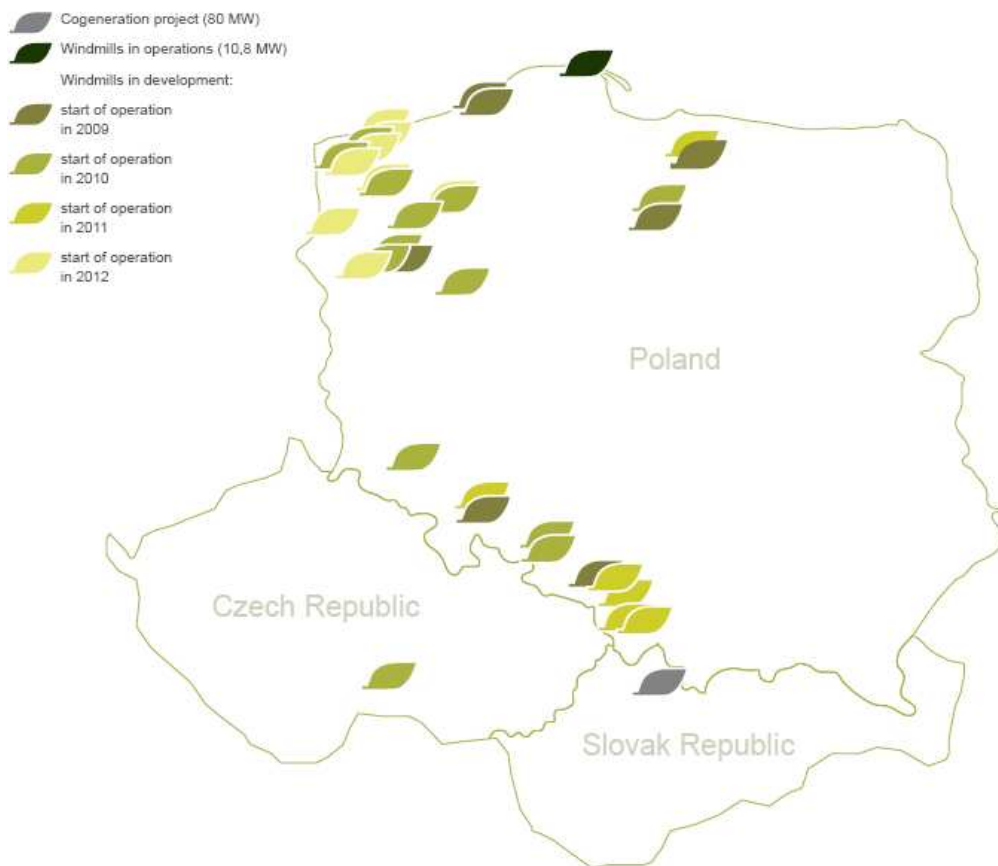 Cogeneration project (80 MW)
Windmills in operations (10,8 MW)
Windmills in development:
start of operation
in 2009
start of operation
in 2010
start of operation
in 2011
start of operation
in 2012
Poland
Czech Republic
Slovak Republic